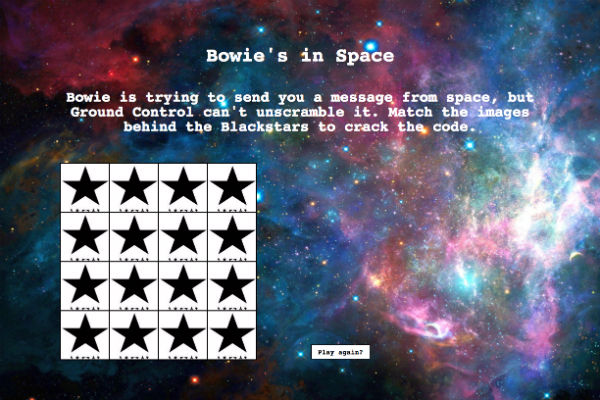 Bowie's in Space
Bowie is trying to send you a message from space, but
Ground Control can't unscramble it. Match the images
behind the Blackstars to crack the code.
Play again?